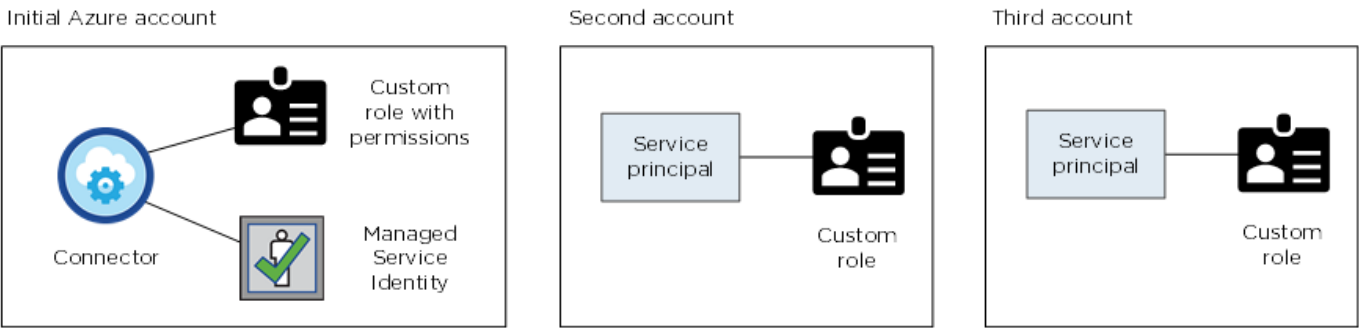 Initial Azure account
Second account
Third account
Custom
role with
permissions
Connector
Managed
Service
Identity
Service
principal
Custom
role
Service
principal
Custom
role